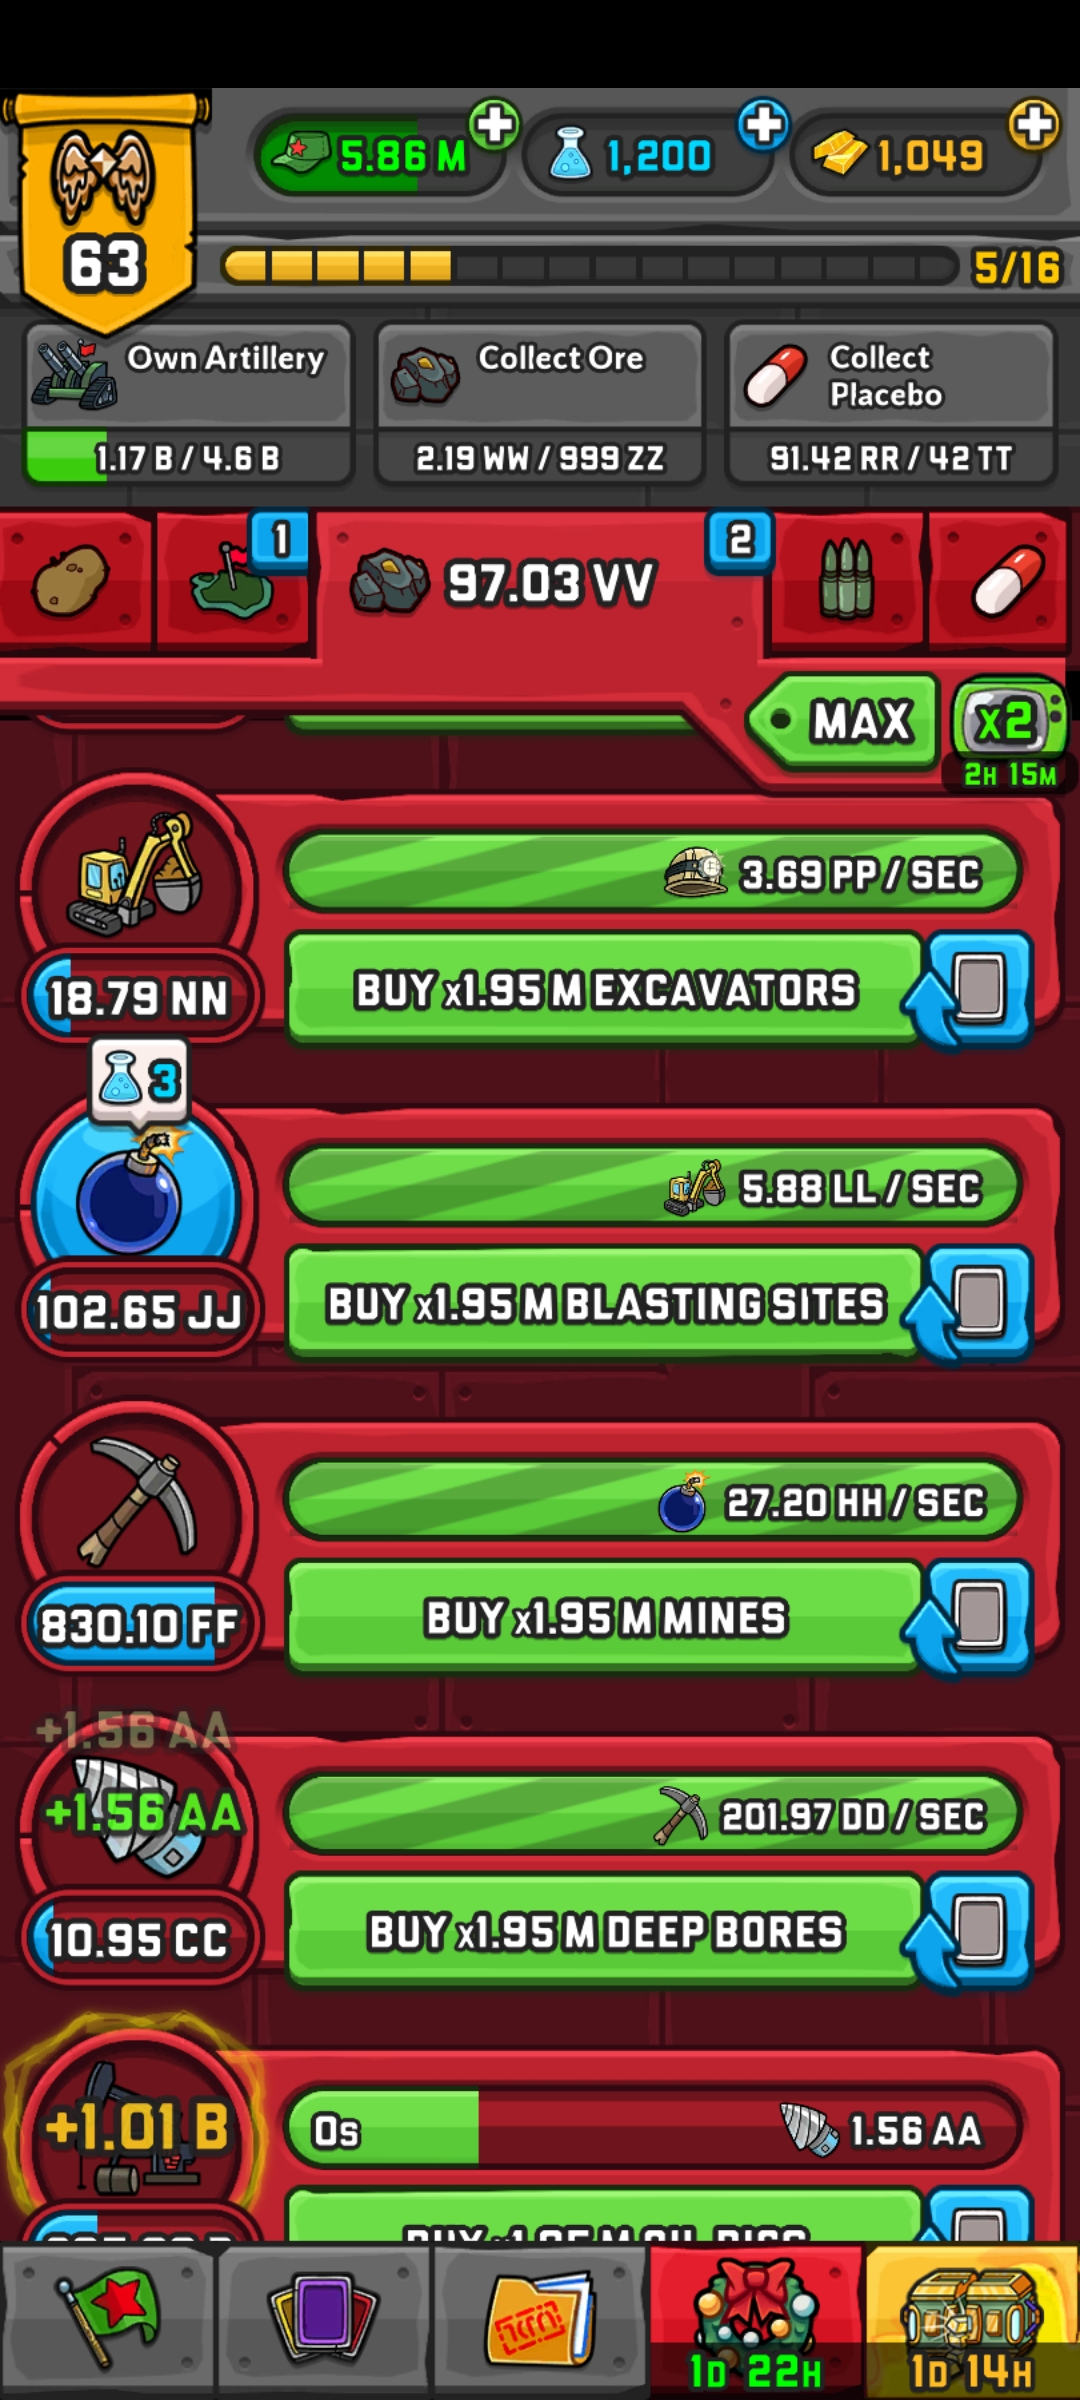 5.86 M
1,200
1,049
63
5/16
Own Artillery
1.17 B / 4.6 B
Collect Ore
2.19 WW / 999 ZZ
Collect
Placebo
91.42 RR / 42 TT
1
97.03 VV
2
MAX
x2
2H 15M
3.69 PP / SEC
18.79 NN
BUY x1.95 M EXCAVATORS
3
5.88 LL / SEC
102.65 JJ
BUY x1.95 M BLASTING SITES
27.20 HH / SEC
830.10 FF
BUY x1.95 M MINES
+1.56 AA
+1.56 AA
201.97 DD / SEC
10.95 CC
BUY x1.95 M DEEP BORES
+1.01 B
0s
1.56 AA
BUY x1.95 M OIL RIGS
1D 22H
1D 14H